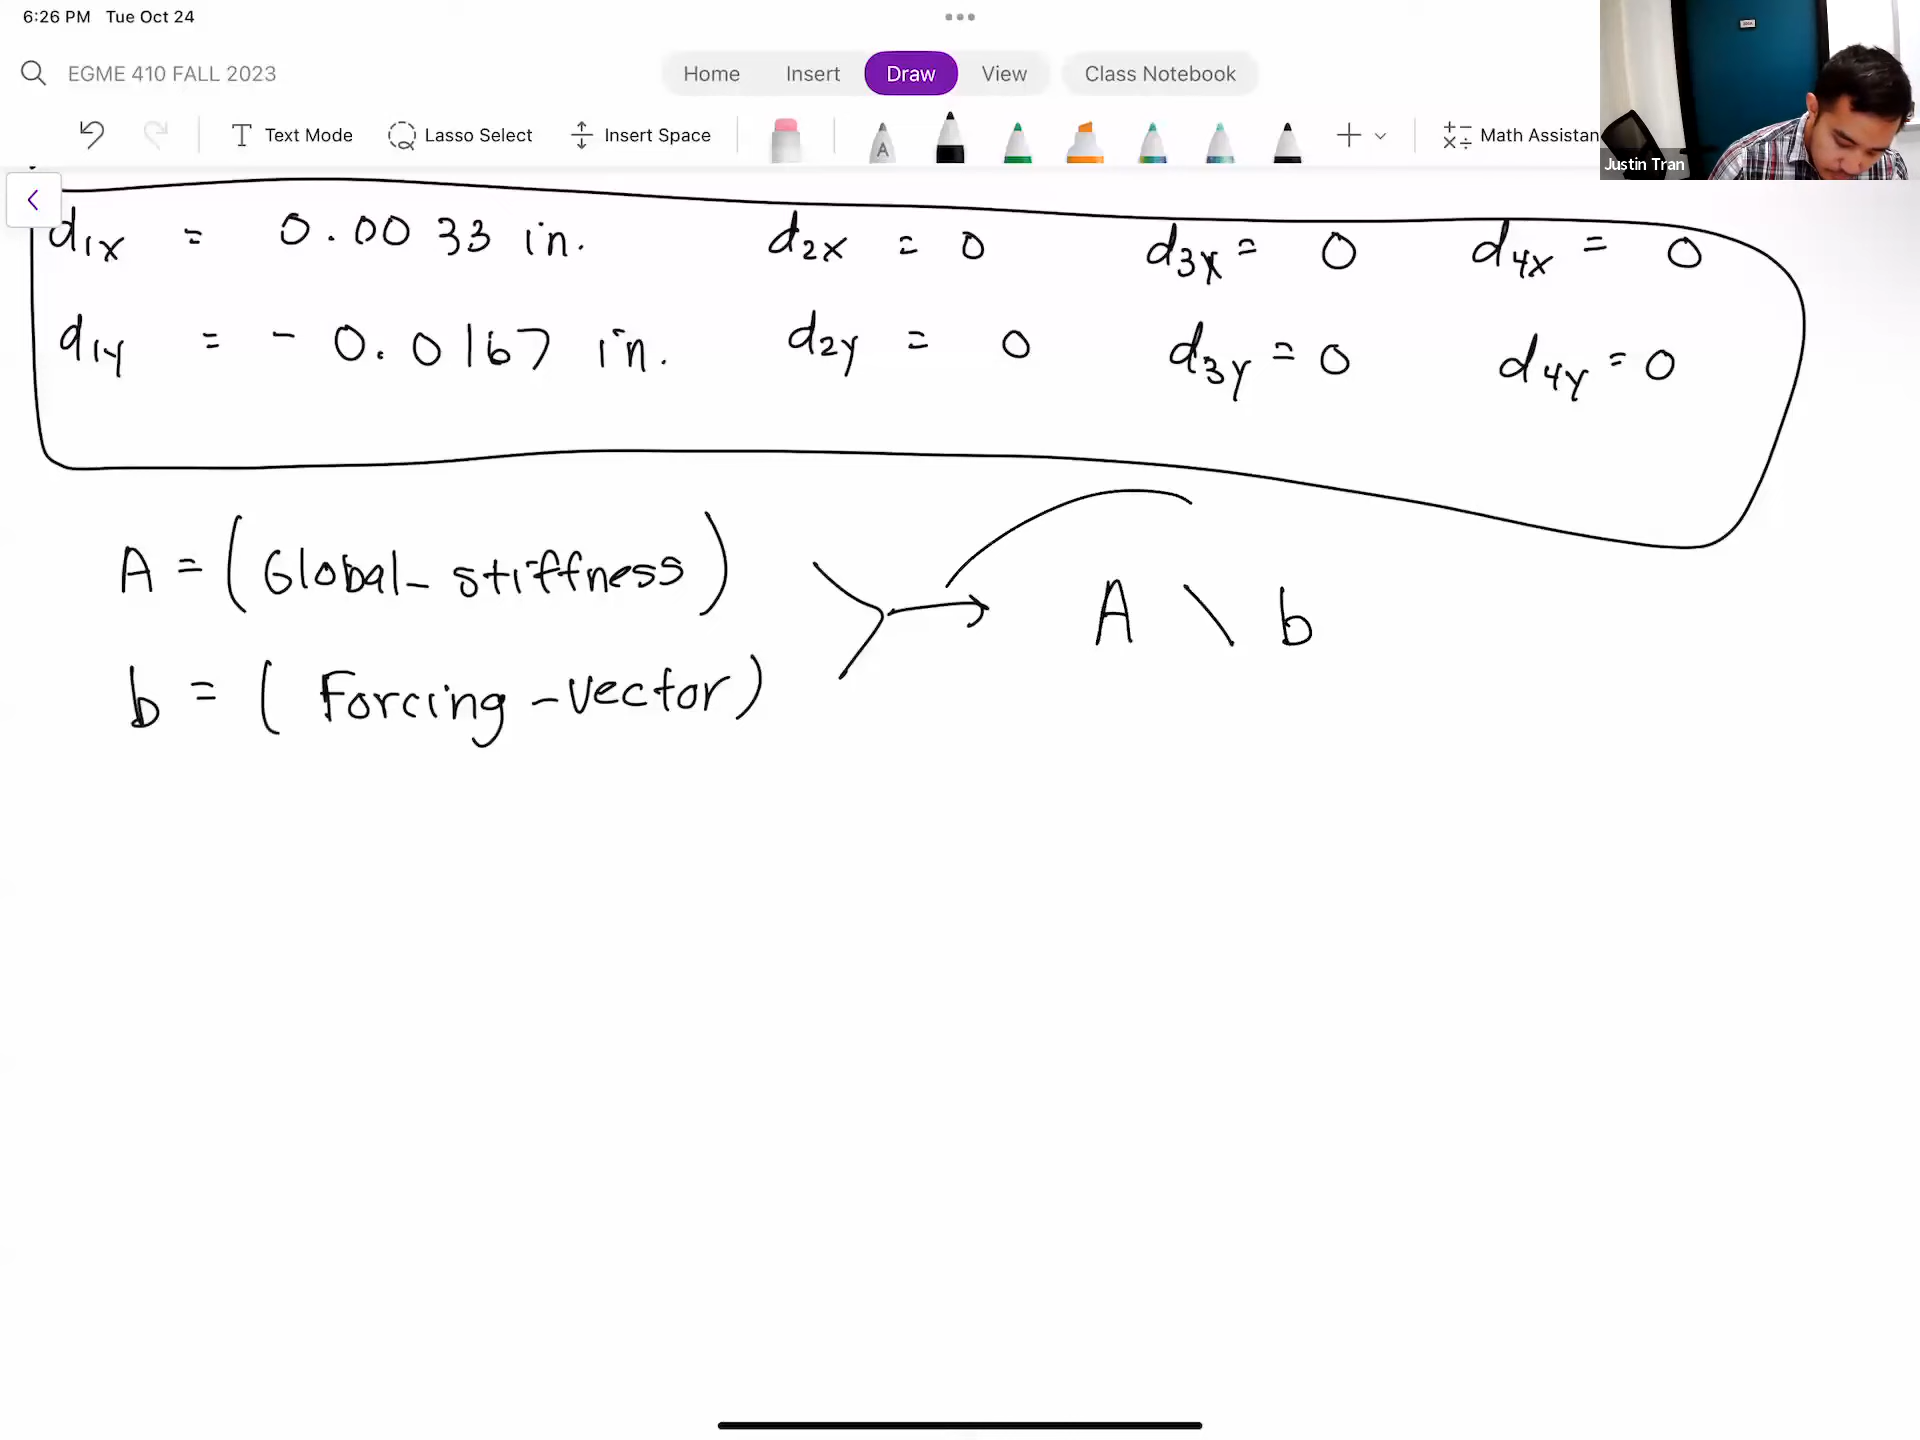 6:26 PM Tue Oct 24
EGME 410 FALL 2023
Home Insert Draw View Class Notebook
Text Mode Lasso Select Insert Space A Math Assistan
Justin Tran
d1x = 0.0033 in. d2x = 0 d3x = 0 d4x = 0
d1y = - 0.0167 in. d2y = 0 d3y = 0 d4y = 0
A = (Global_stiffness)
A \ b
b = (Forcing-vector)